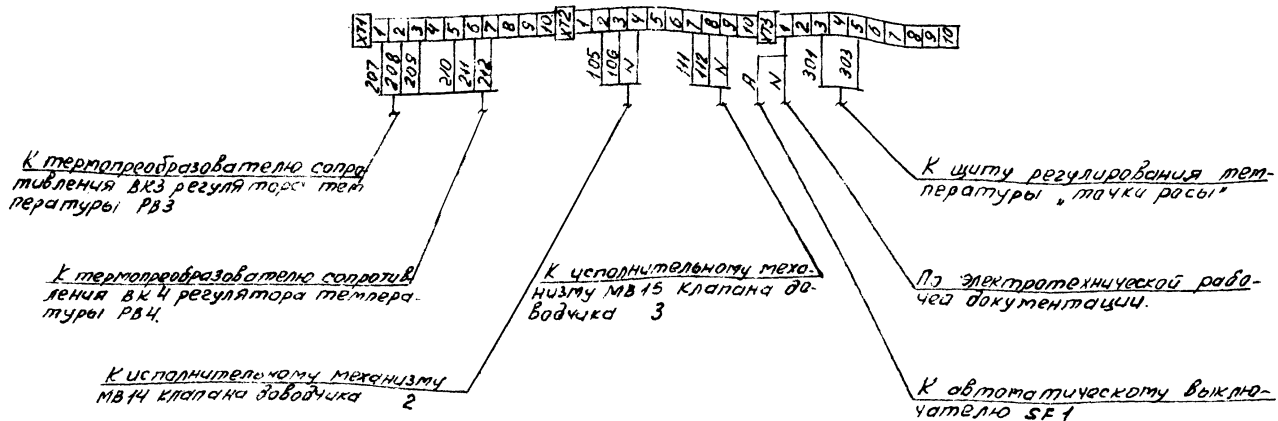 XT1 1 2 3 4 5 6 7 8 9 10 XT2 1 2 3 4 5 6 7 8 9 10 XT3 1 2 3 4 5 6 7 8 9 10
207 208 209 210 211 212 105 106 N 111 112 N A N 301 303
К термопреобразователю сопро
тивления ВК3 регулятора тем
пературы РВ3
К щиту регулирования тем-
пературы „точки росы"
К термопреобразователю сопротив.
ления ВК4 регулятора темпера-
туры РВ4.
К исполнительному меха-
низму МВ15 клапана до-
водчика 3
По электротехнической рабо-
чей документации.
К исполнительному механизму
МВ14 клапана доводчика 2
К автоматическому выклю-
чателю SF1